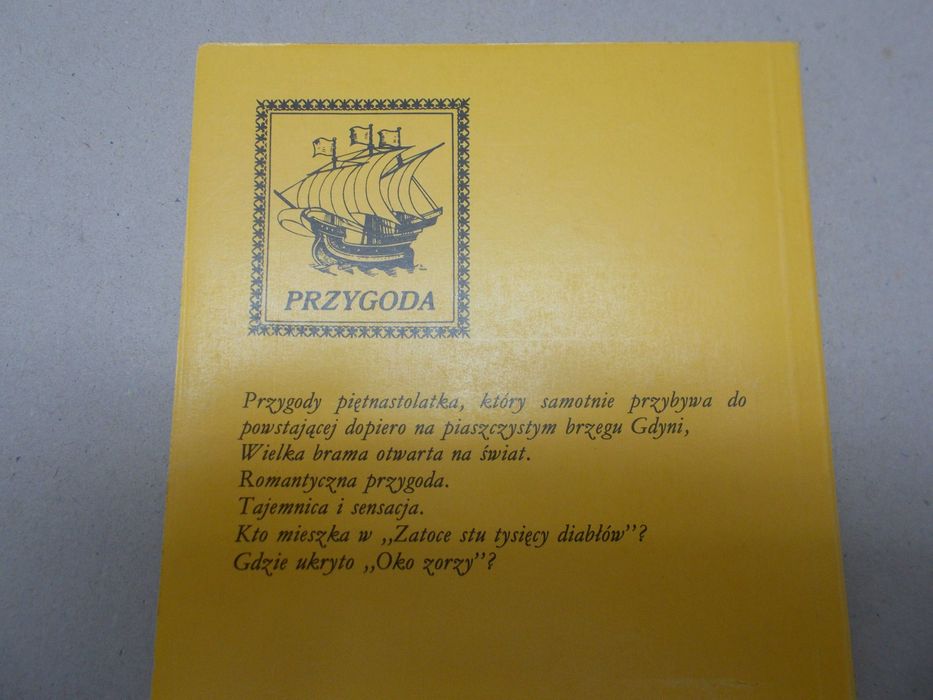 PRZYGODA
Przygody piętnastolatka, który samotnie przybywa do
powstającej dopiero na piaszczystym brzegu Gdyni,
Wielka brama otwarta na świat.
Romantyczna przygoda.
Tajemnica i sensacja.
Kto mieszka w „Zatoce stu tysięcy diabłów”?
Gdzie ukryto „Oko zorzy”?